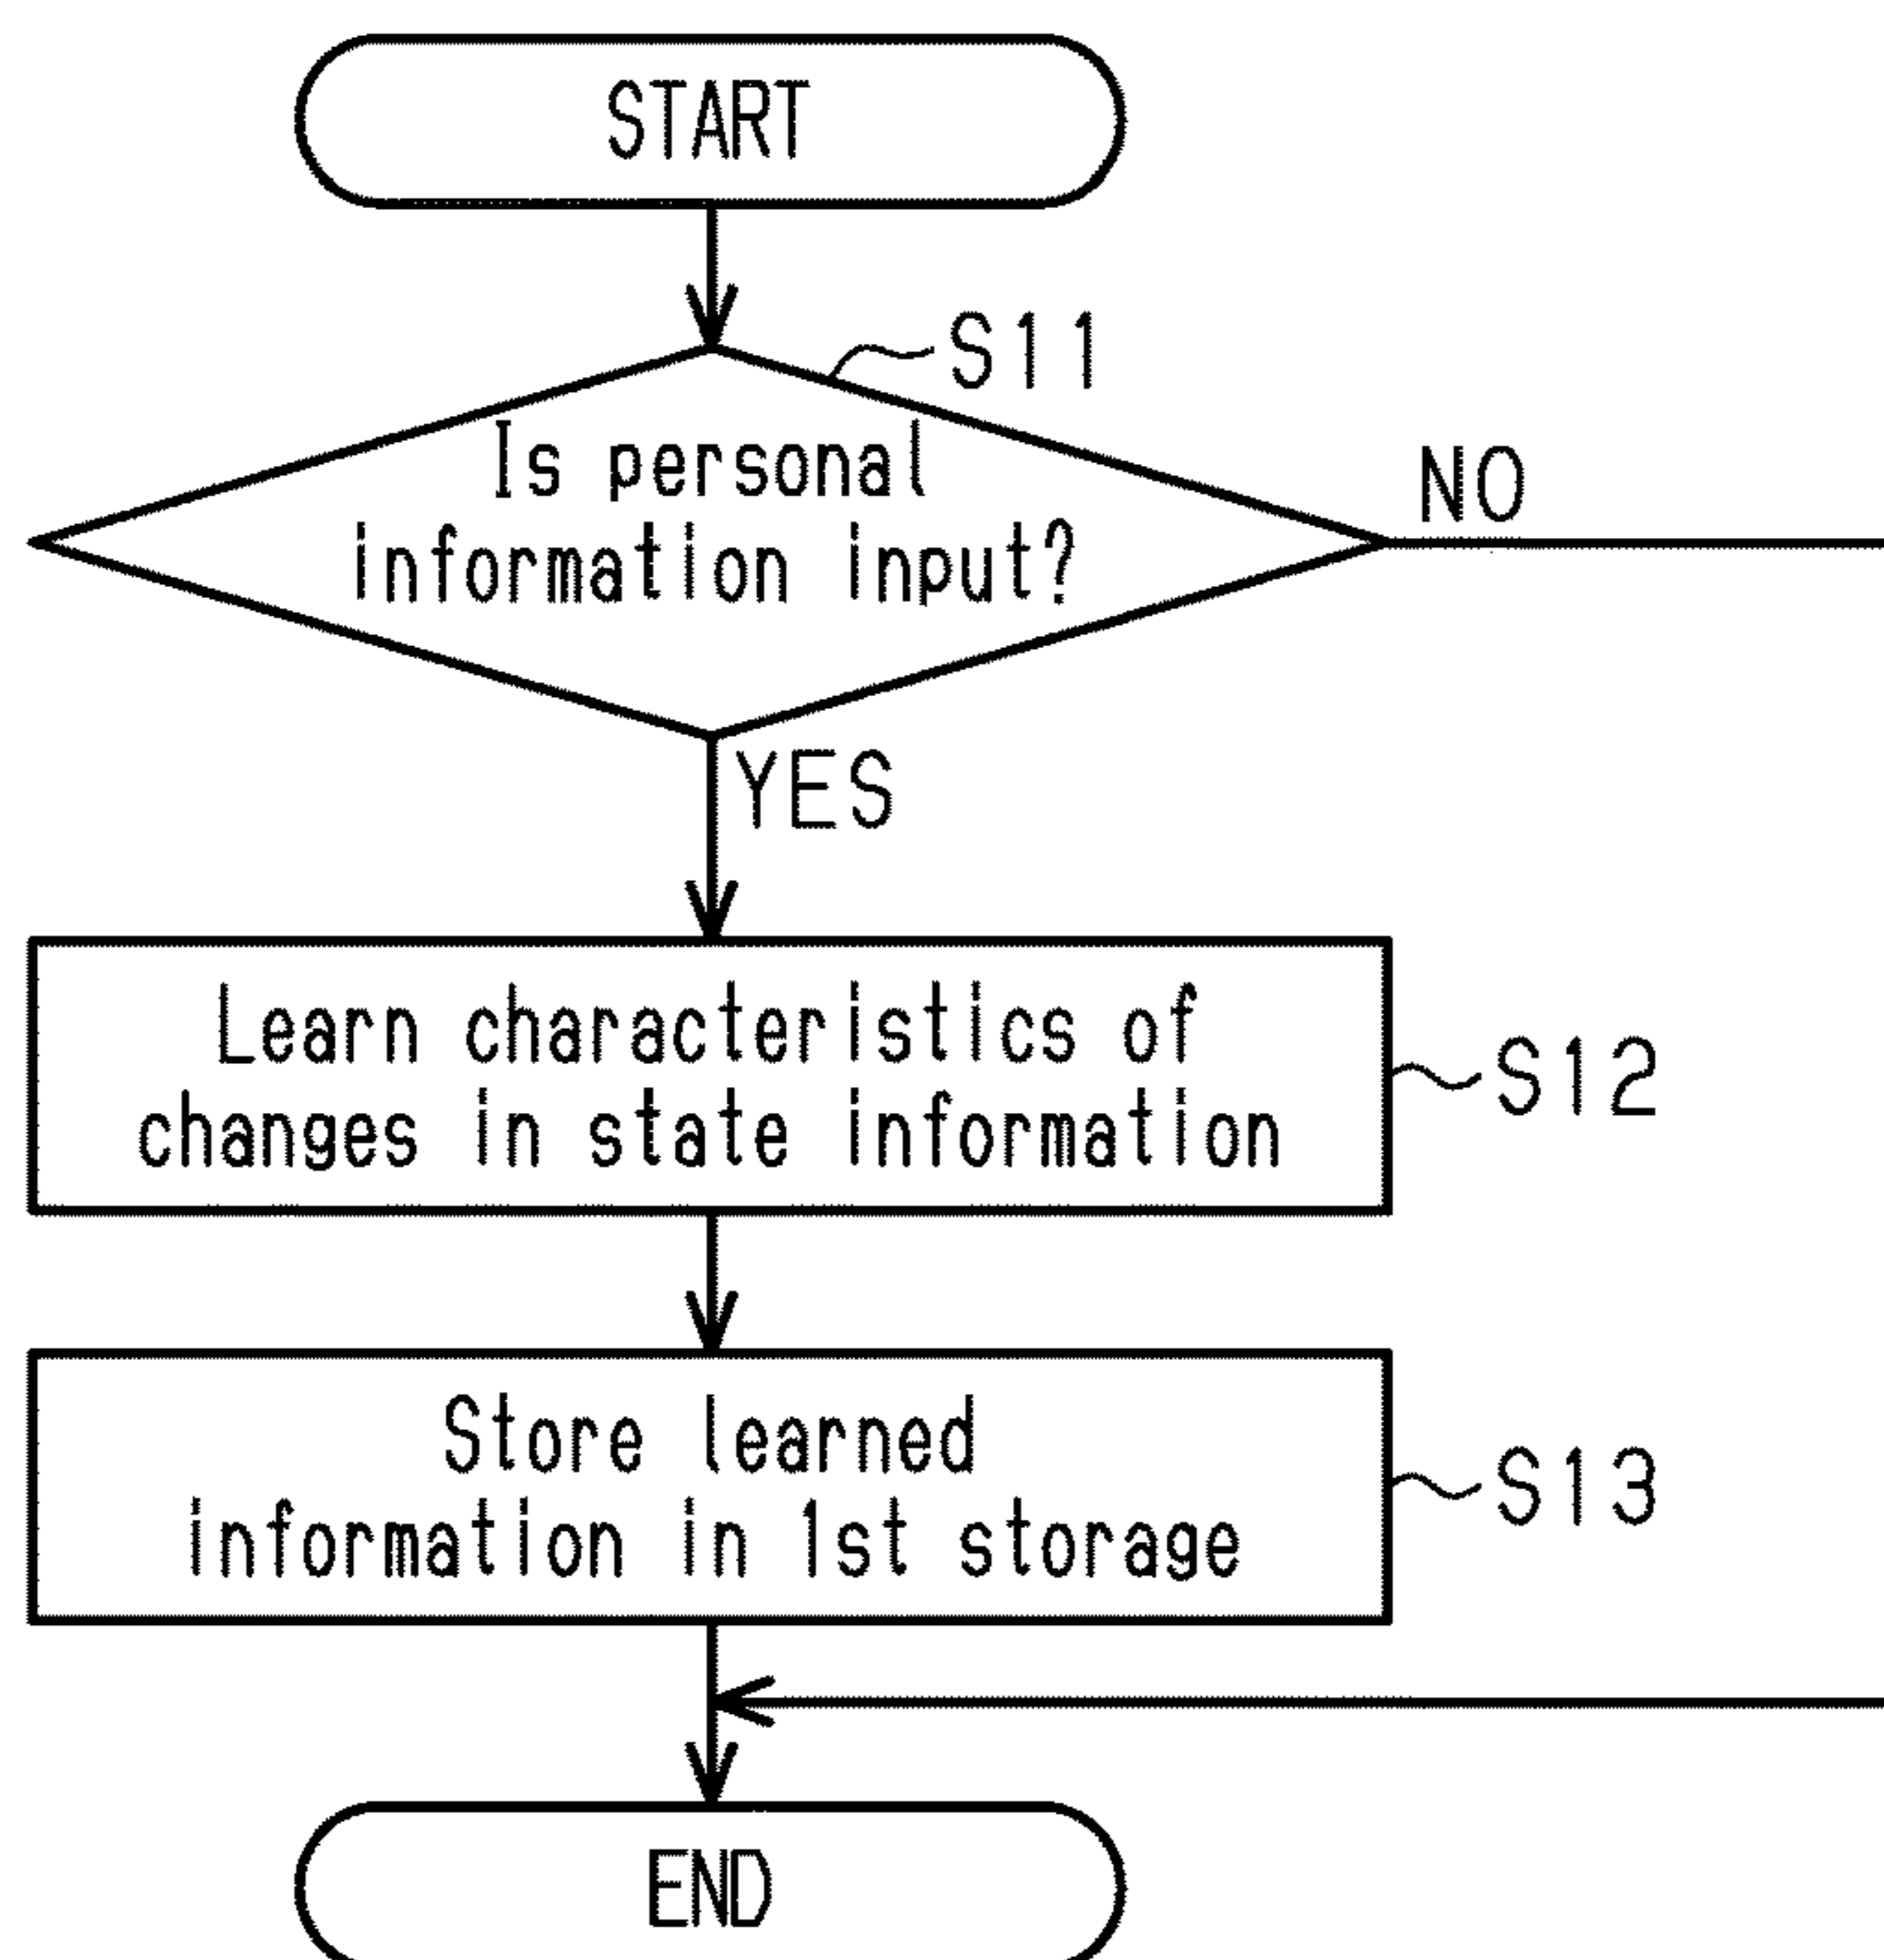 START
S11
Is personal
information input?
NO
YES
Learn characteristics of
changes in state information
S12
Store learned
information in 1st storage
S13
END